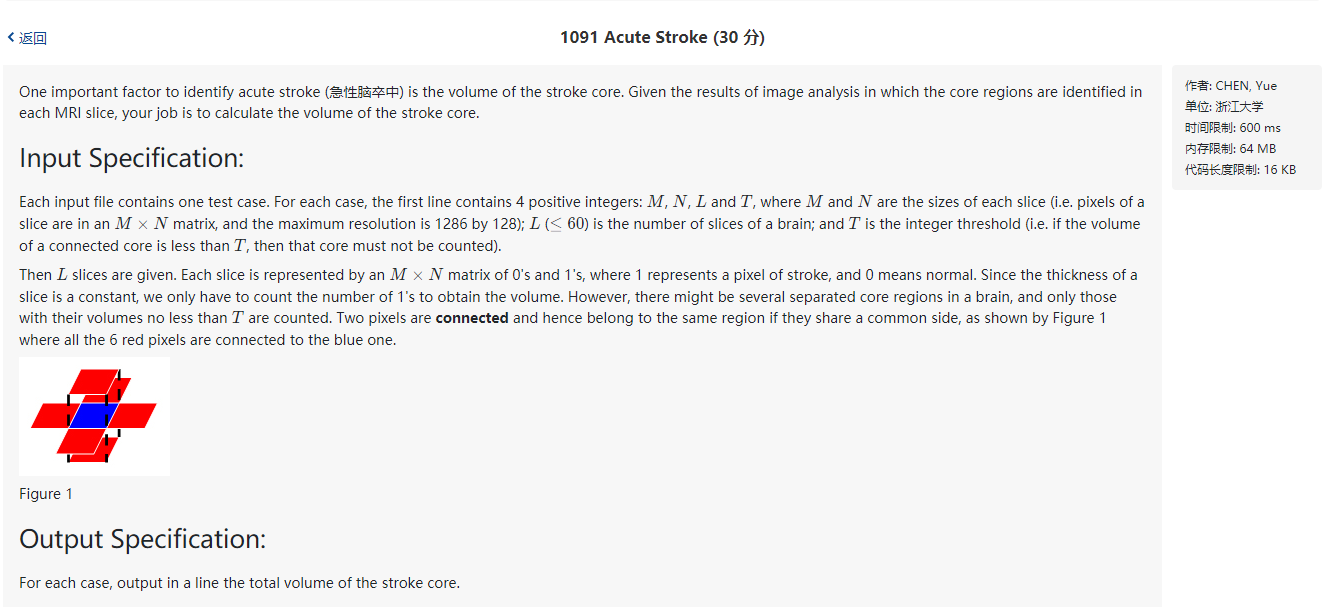 返回
1091 Acute Stroke (30 分)
One important factor to identify acute stroke (急性脑卒中) is the volume of the stroke core. Given the results of image analysis in which the core regions are identified in
each MRI slice, your job is to calculate the volume of the stroke core.
Input Specification:
Each input file contains one test case. For each case, the first line contains 4 positive integers: M, N, L and T, where M and N are the sizes of each slice (i.e. pixels of a
slice are in an M × N matrix, and the maximum resolution is 1286 by 128); L (≤ 60) is the number of slices of a brain; and T is the integer threshold (i.e. if the volume
of a connected core is less than T, then that core must not be counted).
Then L slices are given. Each slice is represented by an M × N matrix of 0's and 1's, where 1 represents a pixel of stroke, and 0 means normal. Since the thickness of a
slice is a constant, we only have to count the number of 1's to obtain the volume. However, there might be several separated core regions in a brain, and only those
with their volumes no less than T are counted. Two pixels are connected and hence belong to the same region if they share a common side, as shown by Figure 1
where all the 6 red pixels are connected to the blue one.
Figure 1
Output Specification:
For each case, output in a line the total volume of the stroke core.
作者: CHEN, Yue
单位: 浙江大学
时间限制: 600 ms
内存限制: 64 MB
代码长度限制: 16 KB